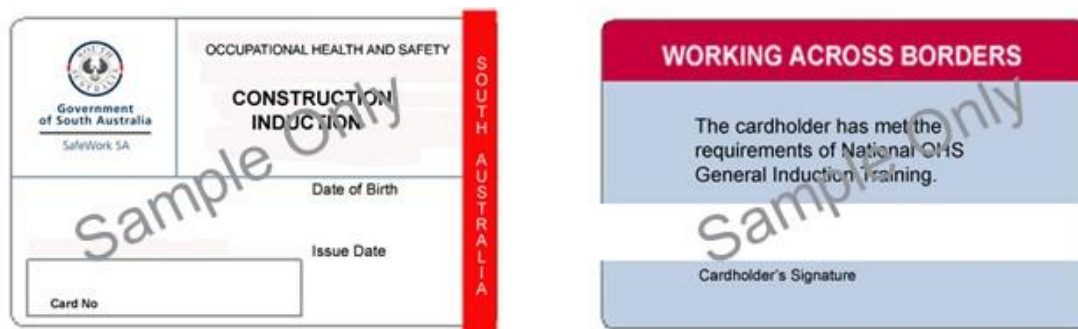 SOUTH AUSTRALIA
Government
of South Australia
SafeWork SA
OCCUPATIONAL HEALTH AND SAFETY
CONSTRUCTION
INDUCTION
Date of Birth
Issue Date
Card No
SOUTH AUSTRALIA
Sample Only
WORKING ACROSS BORDERS
The cardholder has met the
requirements of National OHS
General Induction Training.
Cardholder's Signature
Sample Only